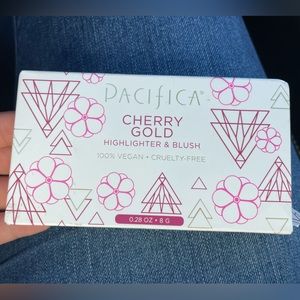 PACIFICA®
CHERRY
GOLD
HIGHLIGHTER & BLUSH
100% VEGAN • CRUELTY-FREE
0.28 OZ • 8 G